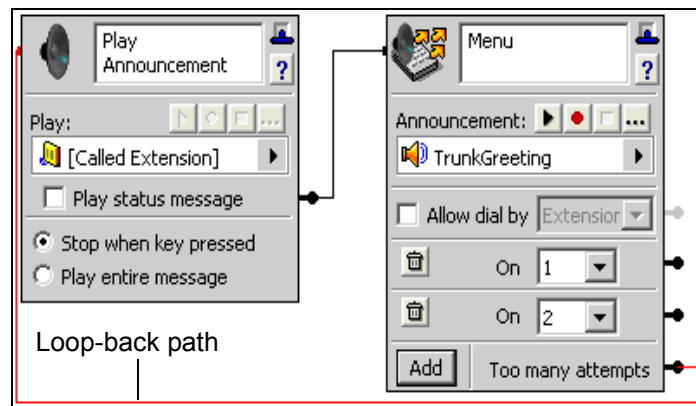 Play
Announcement
?
Play:
...
[Called Extension]
Play status message
Stop when key pressed
Play entire message
Loop-back path
Menu
?
Announcement:
...
TrunkGreeting
Allow dial by Extension
On 1
On 2
Add Too many attempts